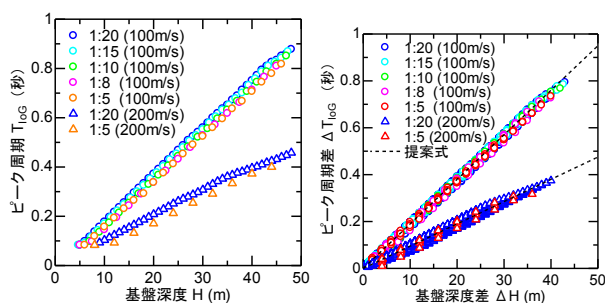 ピーク周期 T_IoG (秒)
1
0.8
0.6
0.4
0.2
0
0 10 20 30 40 50
基盤深度 H (m)
1:20 (100m/s)
1:15 (100m/s)
1:10 (100m/s)
1:8 (100m/s)
1:5 (100m/s)
1:20 (200m/s)
1:5 (200m/s)
ピーク周期差 ΔT_IoG (秒)
1
0.8
0.6
0.4
0.2
0
0 10 20 30 40 50
基盤深度差 ΔH (m)
1:20 (100m/s)
1:15 (100m/s)
1:10 (100m/s)
1:8 (100m/s)
1:5 (100m/s)
1:20 (200m/s)
1:5 (200m/s)
提案式